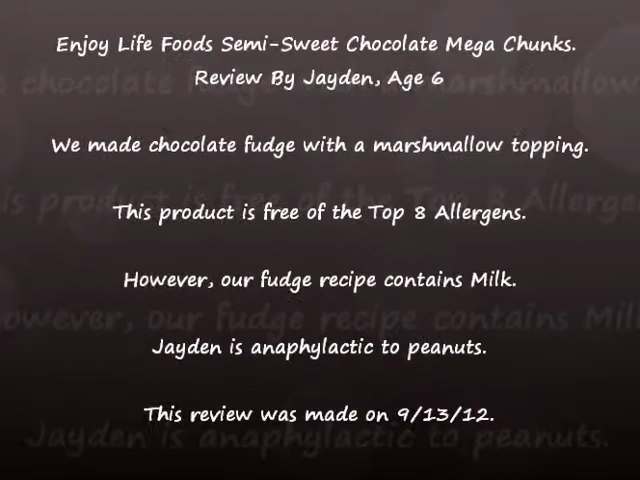 Enjoy Life Foods Semi-Sweet Chocolate Mega Chunks.
Review By Jayden, Age 6
We made chocolate fudge with a marshmallow topping.
This product is free of the Top 8 Allergens.
However, our fudge recipe contains Milk.
Jayden is anaphylactic to peanuts.
This review was made on 9/13/12.